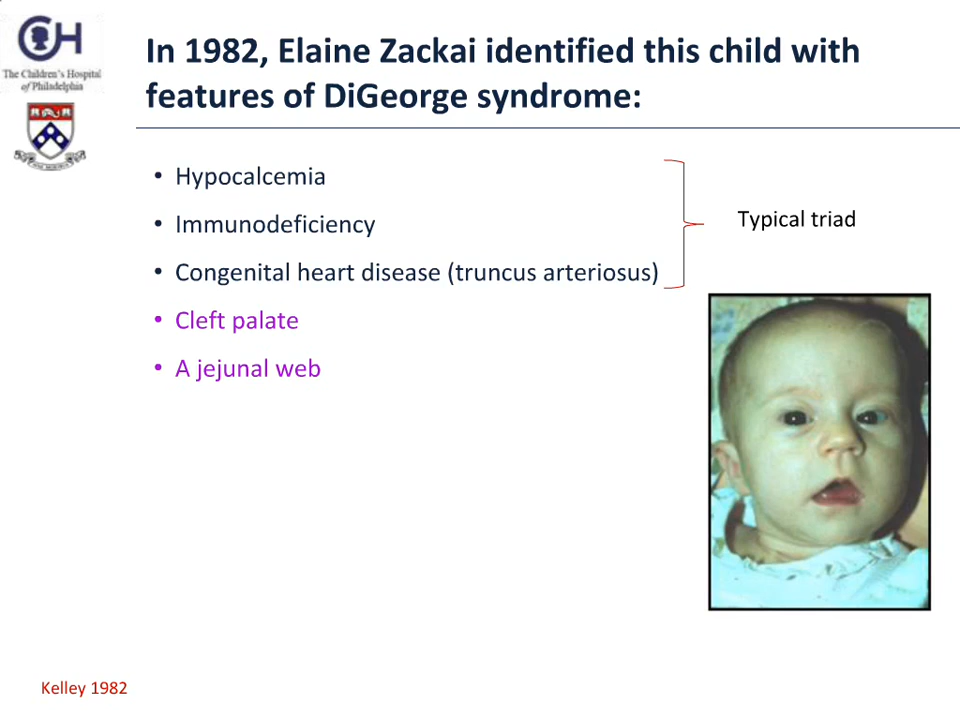 CH
The Children's Hospital
of Philadelphia
In 1982, Elaine Zackai identified this child with
features of DiGeorge syndrome:
• Hypocalcemia
• Immunodeficiency
• Congenital heart disease (truncus arteriosus)
Typical triad
• Cleft palate
• A jejunal web
Kelley 1982